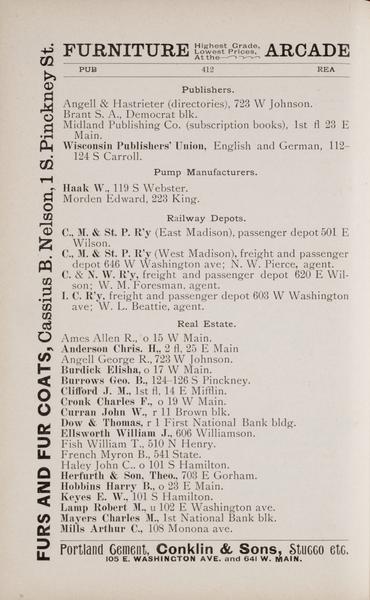 FURNITURE Highest Grade, Lowest Prices, At the ARCADE
PUB 412 REA
Publishers.
Angell & Hastrieter (directories), 723 W Johnson.
Brant S. A., Democrat blk.
Midland Publishing Co. (subscription books), 1st fl 23 E
Main.
Wisconsin Publishers' Union, English and German, 112-
124 S Carroll.
Pump Manufacturers.
Haak W., 119 S Webster.
Morden Edward, 223 King.
Railway Depots.
C., M. & St. P. R'y (East Madison), passenger depot 501 E
Wilson.
C., M. & St. P. R'y (West Madison), freight and passenger
depot 646 W Washington ave; N. W. Pierce, agent.
C. & N. W. R'y, freight and passenger depot 620 E Wil-
son; W. M. Foresman, agent.
I. C. R'y, freight and passenger depot 603 W Washington
ave; W. L. Beattie, agent.
Real Estate.
Ames Allen R., o 15 W Main.
Anderson Chris. H., 2 fl, 25 E Main
Angell George R., 723 W Johnson.
Burdick Elisha, o 17 W Main.
Burrows Geo. B., 124-126 S Pinckney.
Clifford J. M., 1st fl, 14 E Mifflin.
Cronk Charles F., o 19 W Main.
Curran John W., r 11 Brown blk.
Dow & Thomas, r 1 First National Bank bldg.
Ellsworth William J., 606 Williamson.
Fish William T., 510 N Henry.
French Myron B., 541 State.
Haley John C., o 101 S Hamilton.
Herfurth & Son, Theo., 703 E Gorham.
Hobbins Harry B., o 23 E Main.
Keyes E. W., 101 S Hamilton.
Lamp Robert M., u 102 E Washington ave.
Mayers Charles M., 1st National Bank blk.
Mills Arthur C., 108 Monona ave.
Portland Cement, Conklin & Sons, Stucco etc.
105 E. WASHINGTON AVE. and 641 W. MAIN.
FURS AND FUR COATS, Cassius B. Nelson, 1 S. Pinckney St.